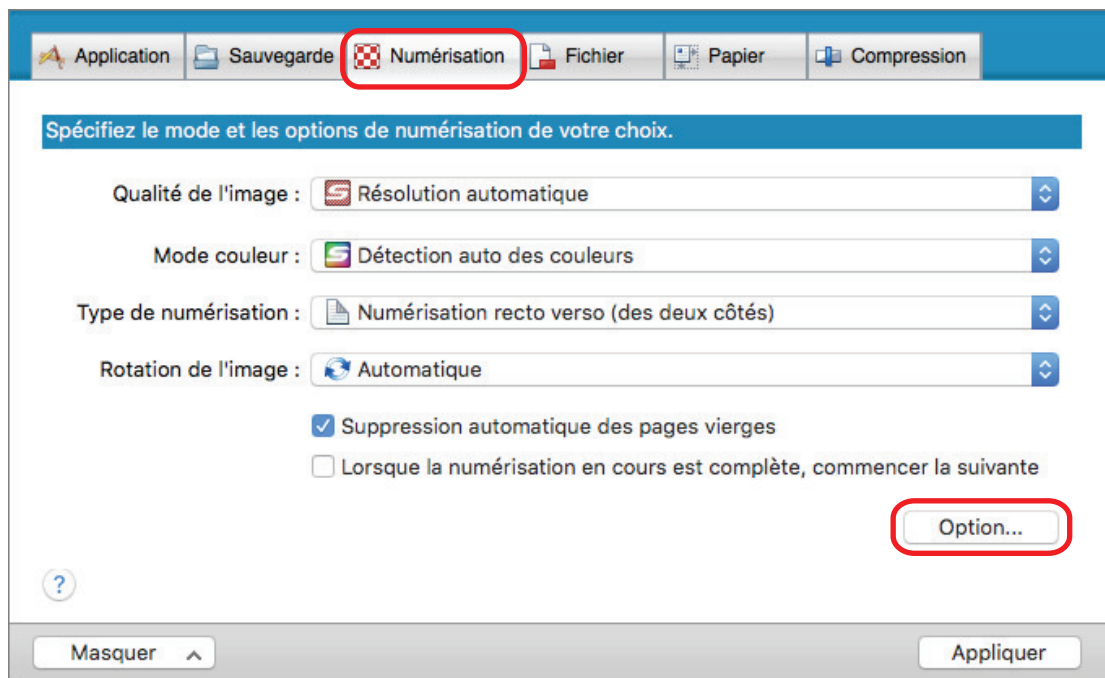 Application Sauvegarde Numérisation Fichier Papier Compression
Spécifiez le mode et les options de numérisation de votre choix.
Qualité de l'image : Résolution automatique
Mode couleur : Détection auto des couleurs
Type de numérisation : Numérisation recto verso (des deux côtés)
Rotation de l'image : Automatique
Suppression automatique des pages vierges
Lorsque la numérisation en cours est complète, commencer la suivante
Option...
?
Masquer Appliquer